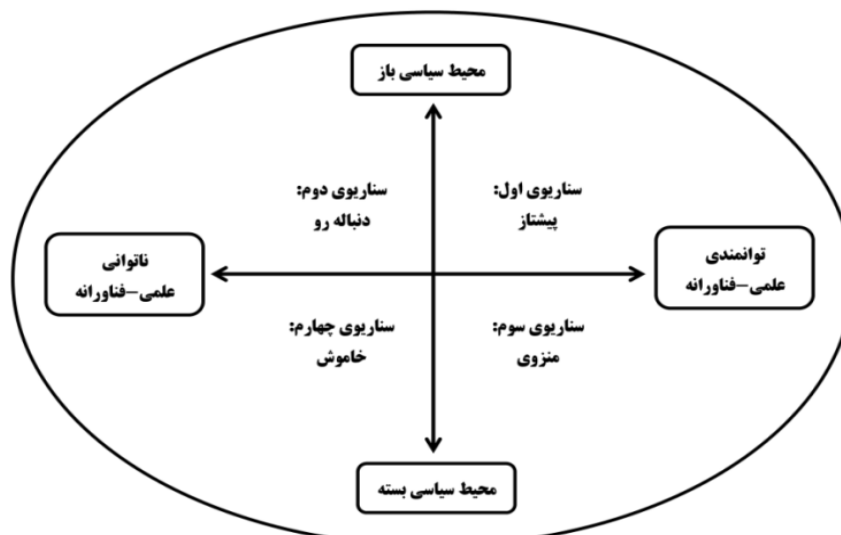 محیط سیاسی باز
سناریوی اول:
پیشتاز
سناریوی دوم:
دنباله رو
توانمندی
علمی-فناورانه
ناتوانی
علمی-فناورانه
سناریوی سوم:
منزوی
سناریوی چهارم:
خاموش
محیط سیاسی بسته